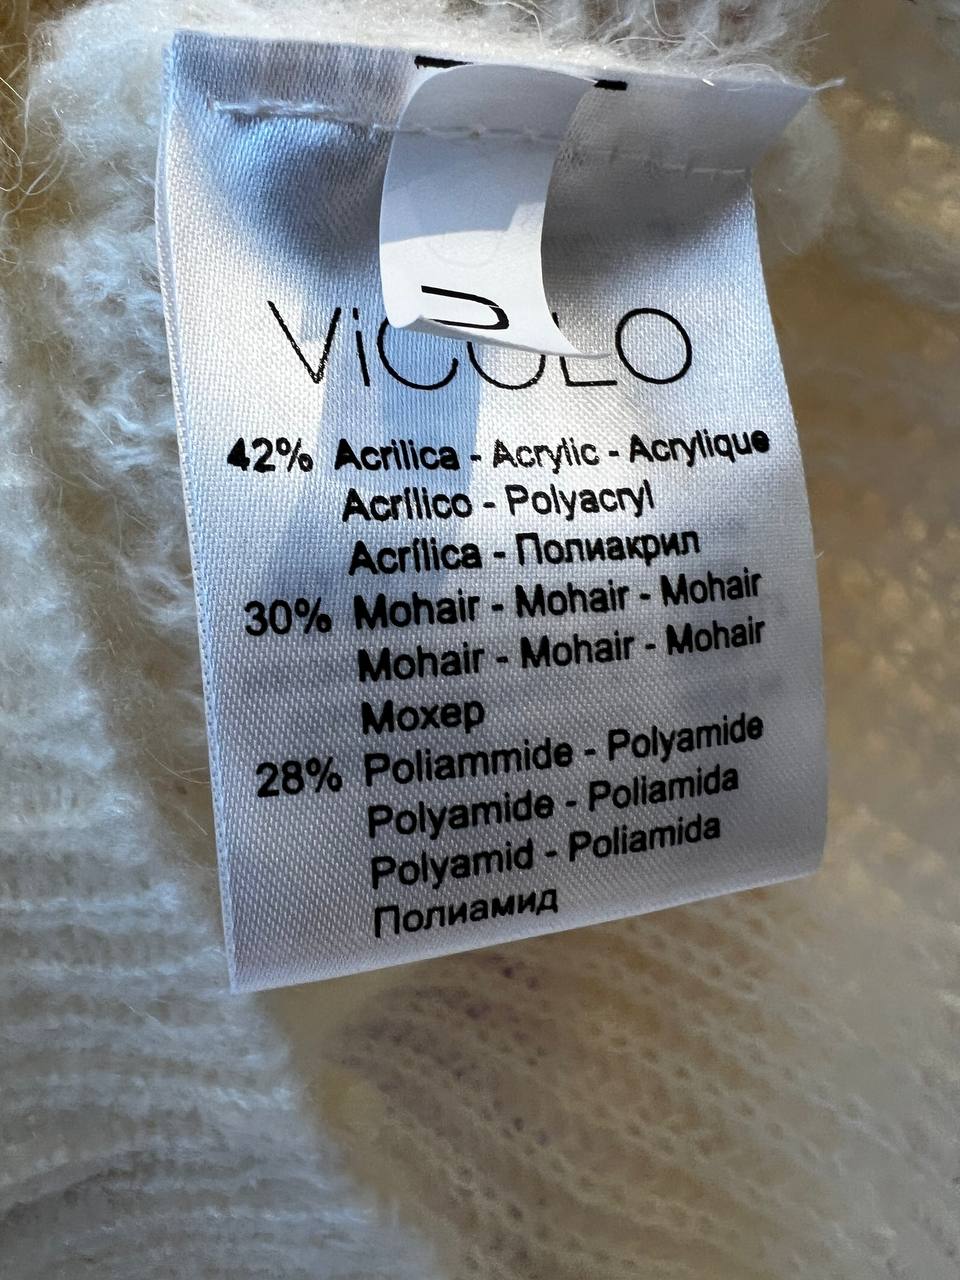 ViCOLO
42% Acrilica - Acrylic - Acrylique
Acrílico - Polyacryl
Acrílica - Полиакрил
30% Mohair - Mohair - Mohair
Mohair - Mohair - Mohair
Мохер
28% Poliammide - Polyamide
Polyamide - Poliamida
Polyamid - Poliamida
Полиамид